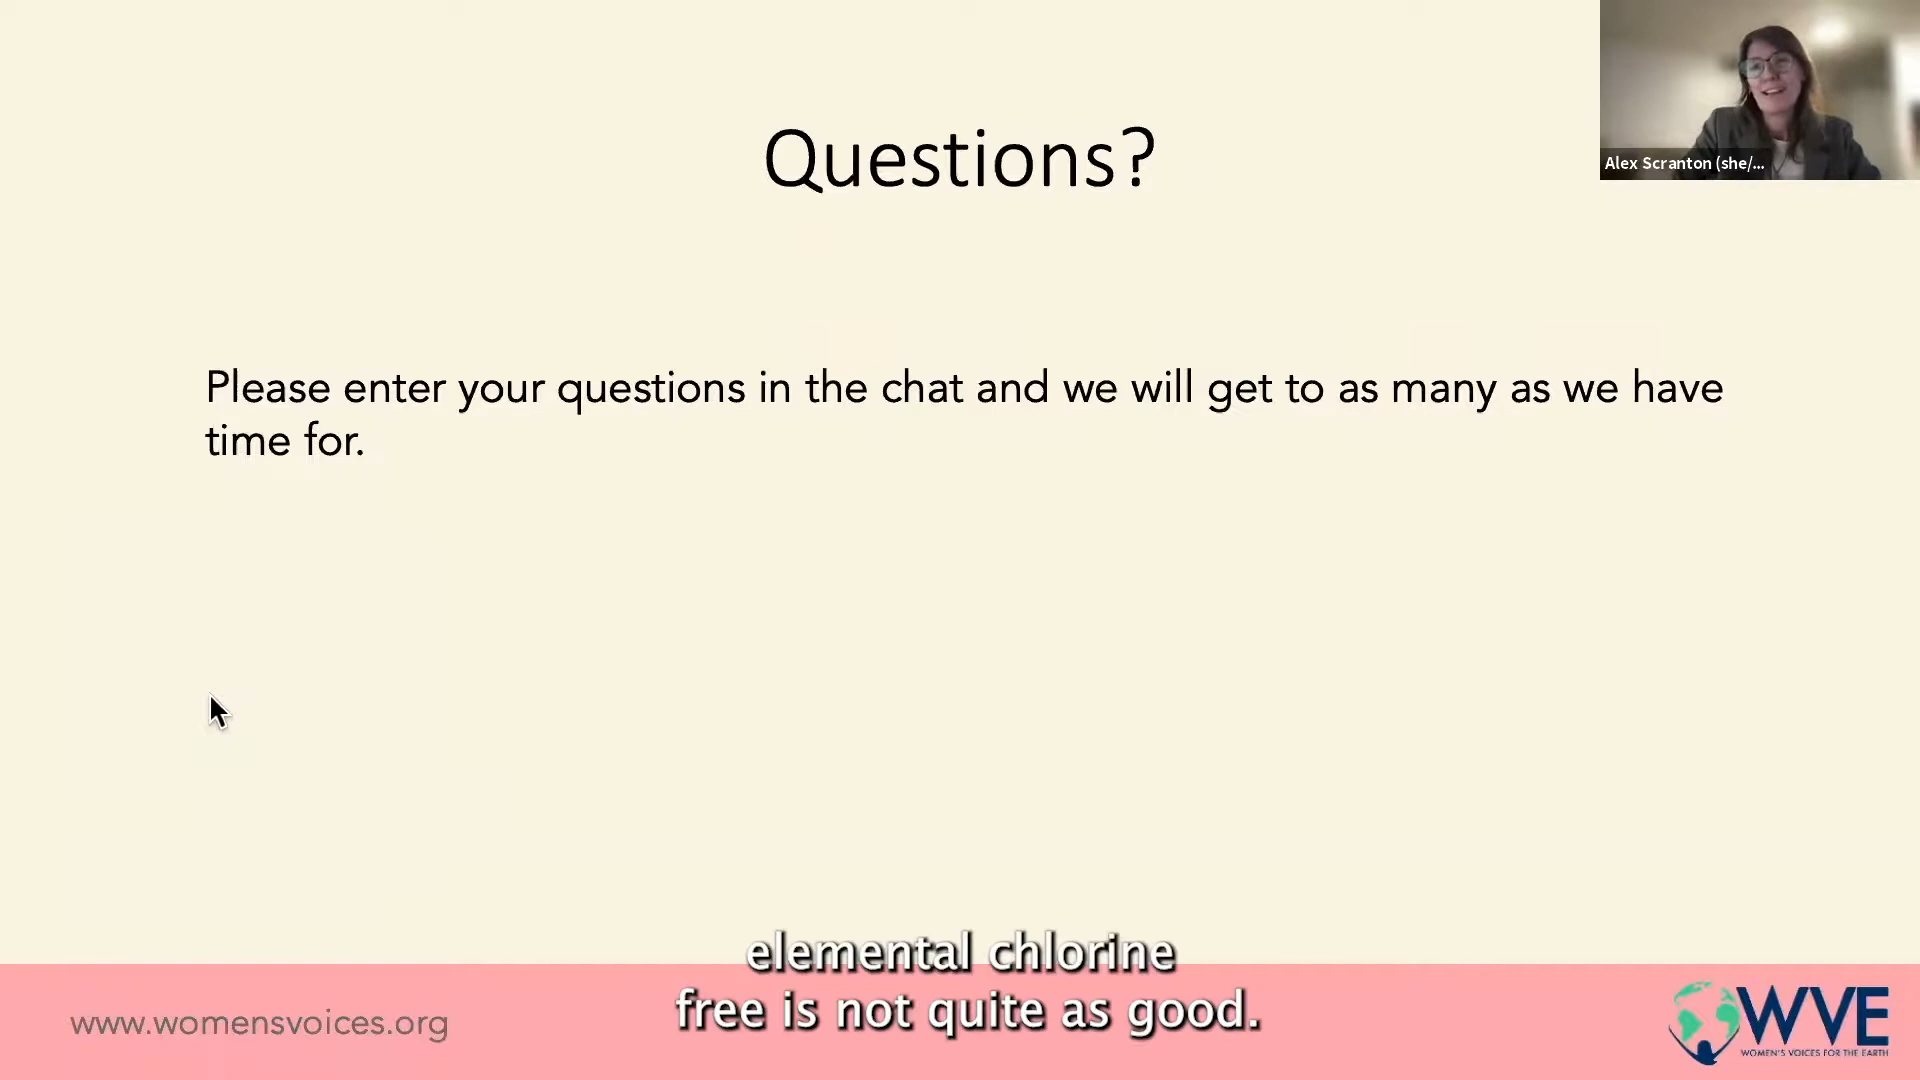 Alex Scranton (she/...
Questions?
Please enter your questions in the chat and we will get to as many as we have
time for.
elemental chlorine
free is not quite as good.
www.womensvoices.org
WVE
WOMEN'S VOICES FOR THE EARTH